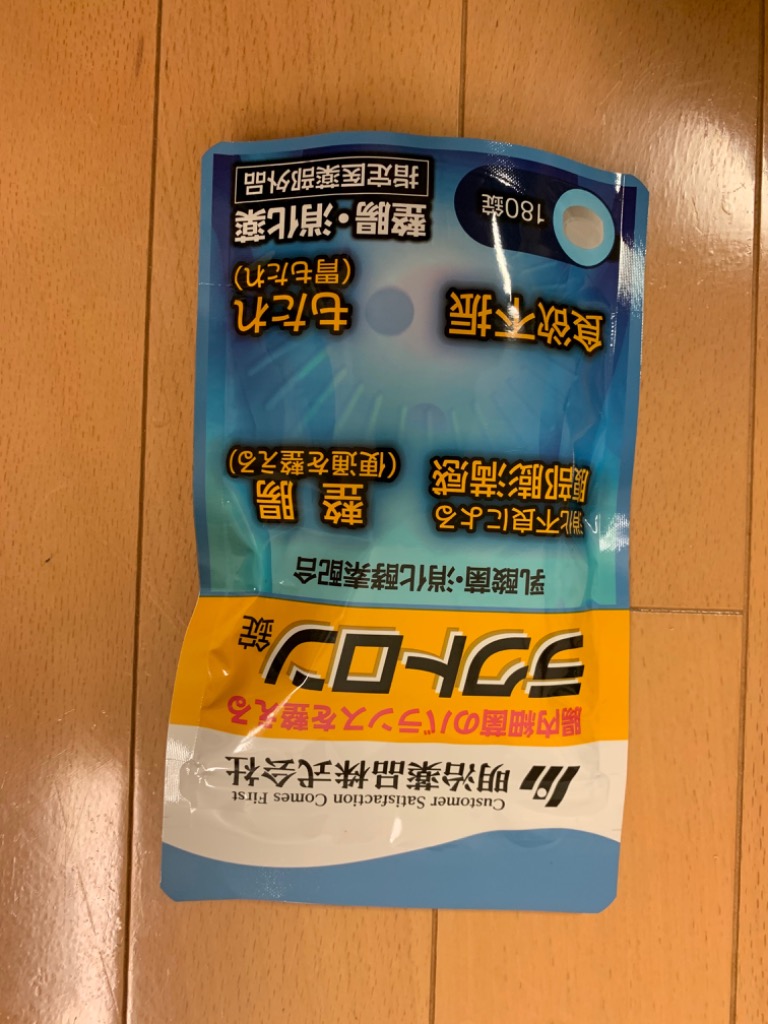 Customer Satisfaction Comes First
明治薬品株式会社
腸内細菌のバランスを整える
ラクトロン錠
乳酸菌・消化酵素配合
消化不良による
腹部膨満感
整腸
(便通を整える)
食欲不振
もたれ
(胃もたれ)
180錠
整腸・消化薬
指定医薬部外品